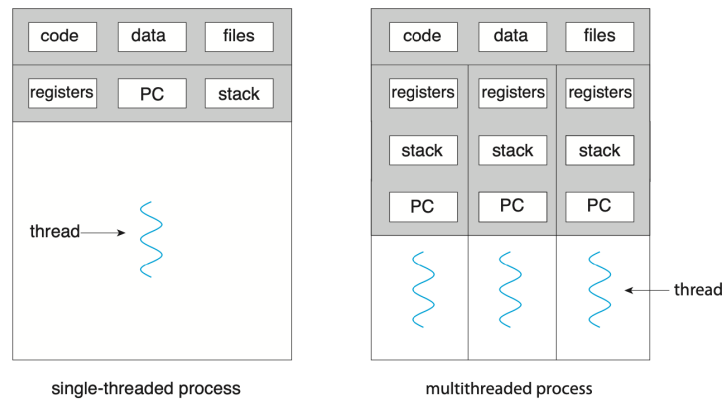 code data files
registers PC stack
thread
single-threaded process
code data files
registers registers registers
stack stack stack
PC PC PC
thread
multithreaded process